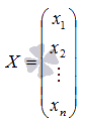 X = 
x₁
x₂
⋮
xₙ